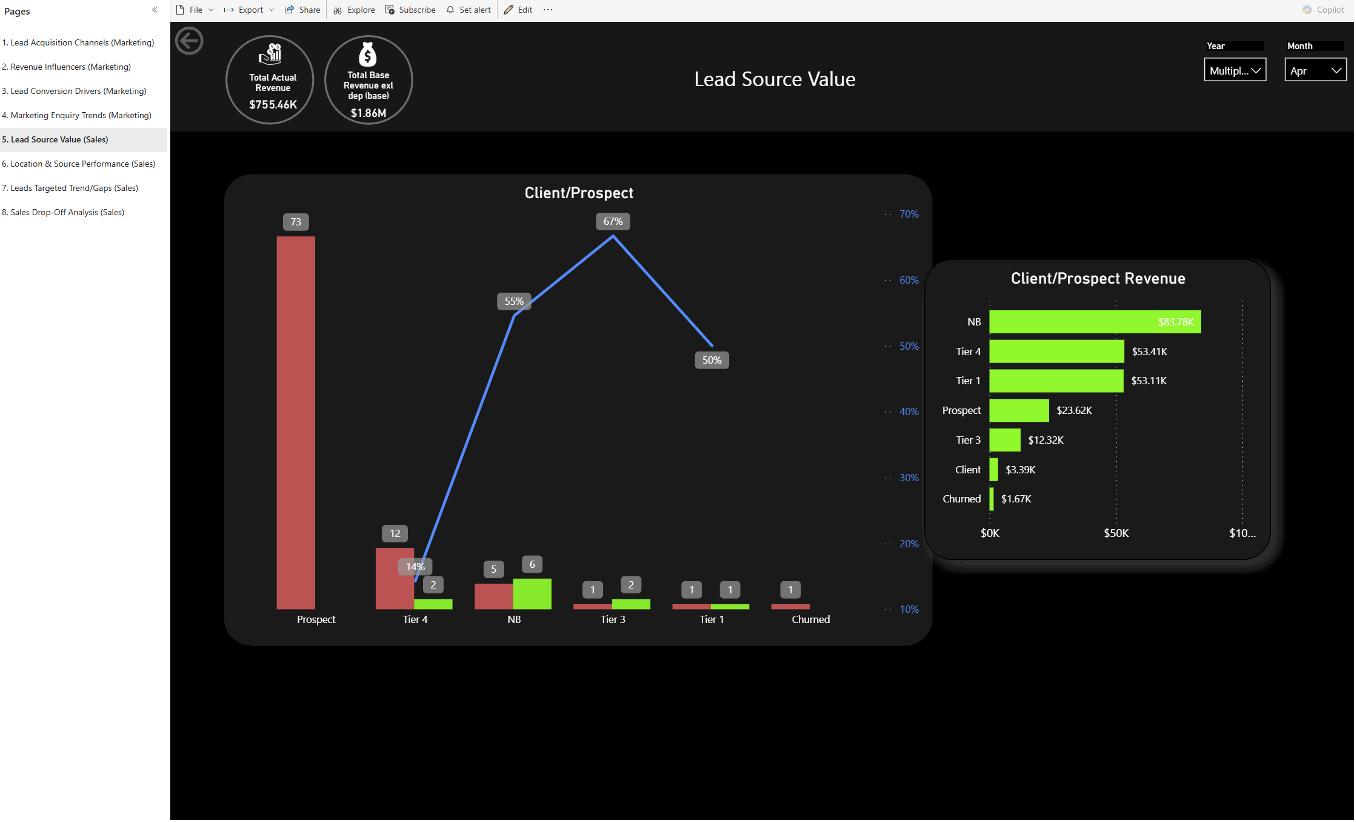 Pages
«
File
Export
Share
Explore
Subscribe
Set alert
Edit
...
Copilot
1. Lead Acquisition Channels (Marketing)
2. Revenue Influencers (Marketing)
3. Lead Conversion Drivers (Marketing)
4. Marketing Enquiry Trends (Marketing)
5. Lead Source Value (Sales)
6. Location & Source Performance (Sales)
7. Leads Targeted Trend/Gaps (Sales)
8. Sales Drop-Off Analysis (Sales)
Total Actual
Revenue
$755.46K
Total Base
Revenue exl
dep (base)
$1.86M
Lead Source Value
Year
Multipl...
Month
Apr
Client/Prospect
73
12
14%
2
55%
5
6
67%
1
2
50%
1
1
1
70%
60%
50%
40%
30%
20%
10%
Prospect
Tier 4
NB
Tier 3
Tier 1
Churned
Client/Prospect Revenue
NB $83.78K
Tier 4 $53.41K
Tier 1 $53.11K
Prospect $23.62K
Tier 3 $12.32K
Client $3.39K
Churned $1.67K
$0K $50K $10...